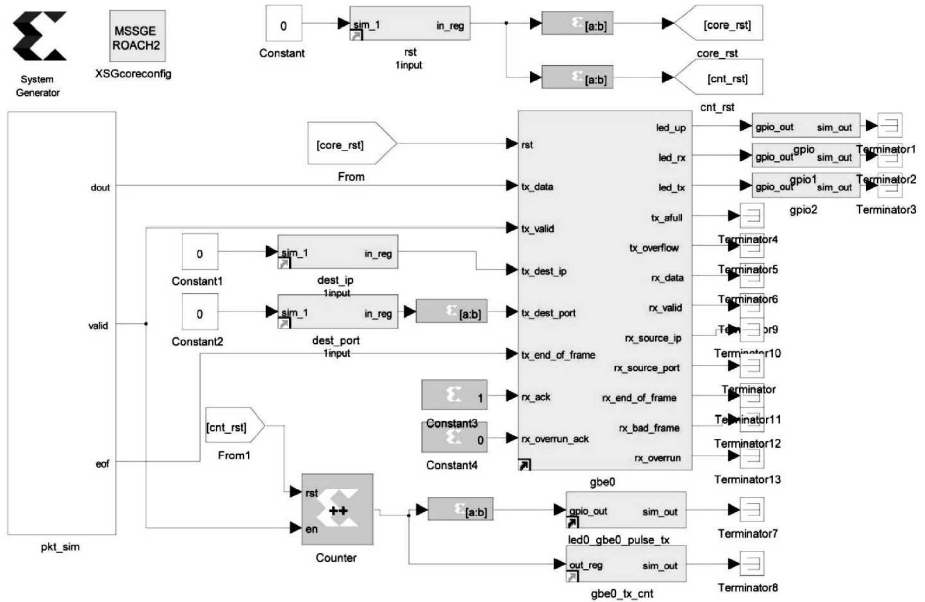 System
Generator
MSSGE
ROACH2
XSGcoreconfig
0
Constant
sim_1
in_reg
rst
1input
[a:b]
core_rst
[core_rst]
[a:b]
cnt_rst
[cnt_rst]
dout
valid
eof
pkt_sim
[core_rst]
From
0
Constant1
sim_1
in_reg
dest_ip
1input
0
Constant2
sim_1
in_reg
dest_port
1input
[a:b]
1
Constant3
0
Constant4
rst
tx_data
tx_valid
tx_dest_ip
tx_dest_port
tx_end_of_frame
rx_ack
rx_overrun_ack
led_up
led_rx
led_tx
tx_afull
tx_overflow
rx_data
rx_valid
rx_source_ip
rx_source_port
rx_end_of_frame
rx_bad_frame
rx_overrun
gbe0
gpio_out
sim_out
gpio
gpio_out
sim_out
gpio1
gpio_out
sim_out
gpio2
Terminator1
Terminator2
Terminator3
Terminator4
Terminator5
Terminator6
Terminator9
Terminator10
Terminator
Terminator11
Terminator12
Terminator13
[cnt_rst]
From1
rst
en
++
Counter
[a:b]
gpio_out
sim_out
led0_gbe0_pulse_tx
Terminator7
out_reg
sim_out
gbe0_tx_cnt
Terminator8